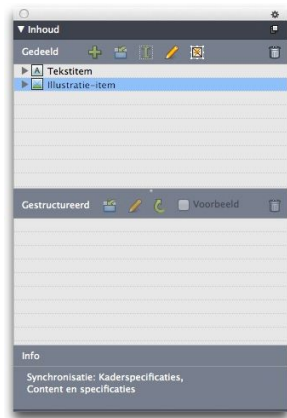 Inhoud
Gedeeld
A Tekstitem
Illustratie-item
Gestructureerd Voorbeeld
Info
Synchronisatie: Kaderspecificaties,
Content en specificaties